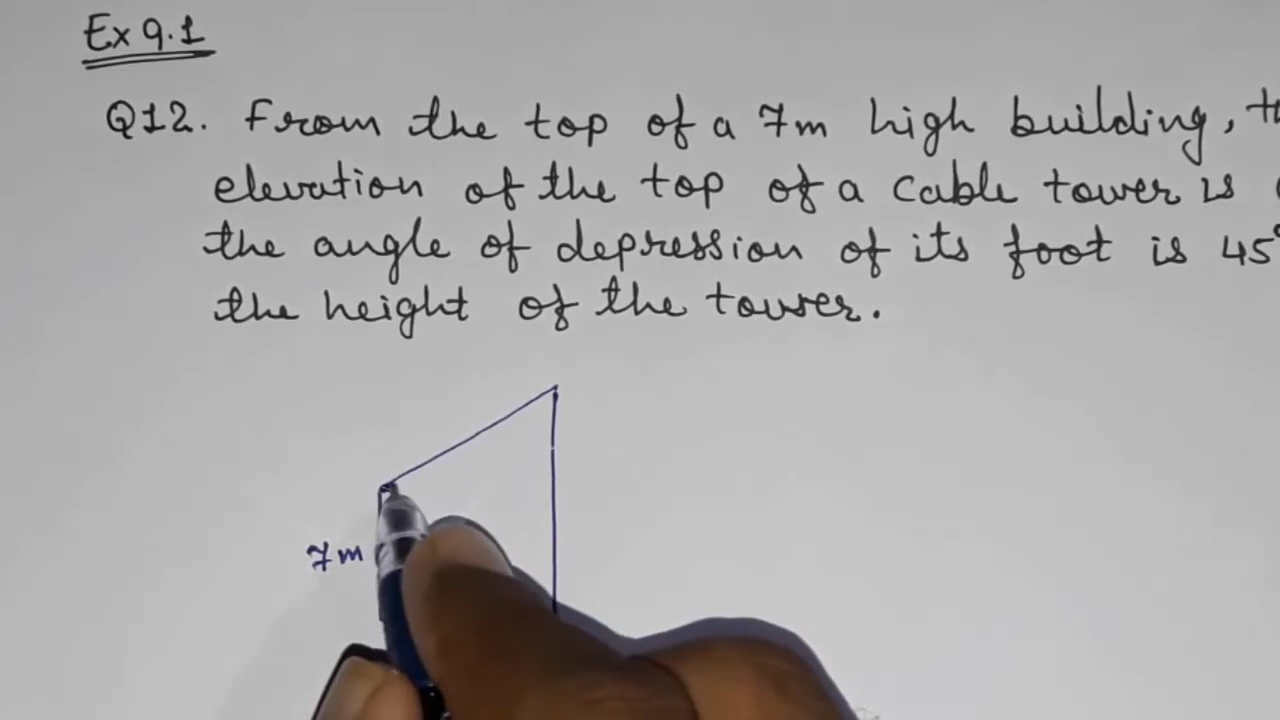 Ex 9.1
Q12. From the top of a 7m high building,
elevation of the top of a cable tower is
the angle of depression of its foot is 45°
the height of the tower.
7m